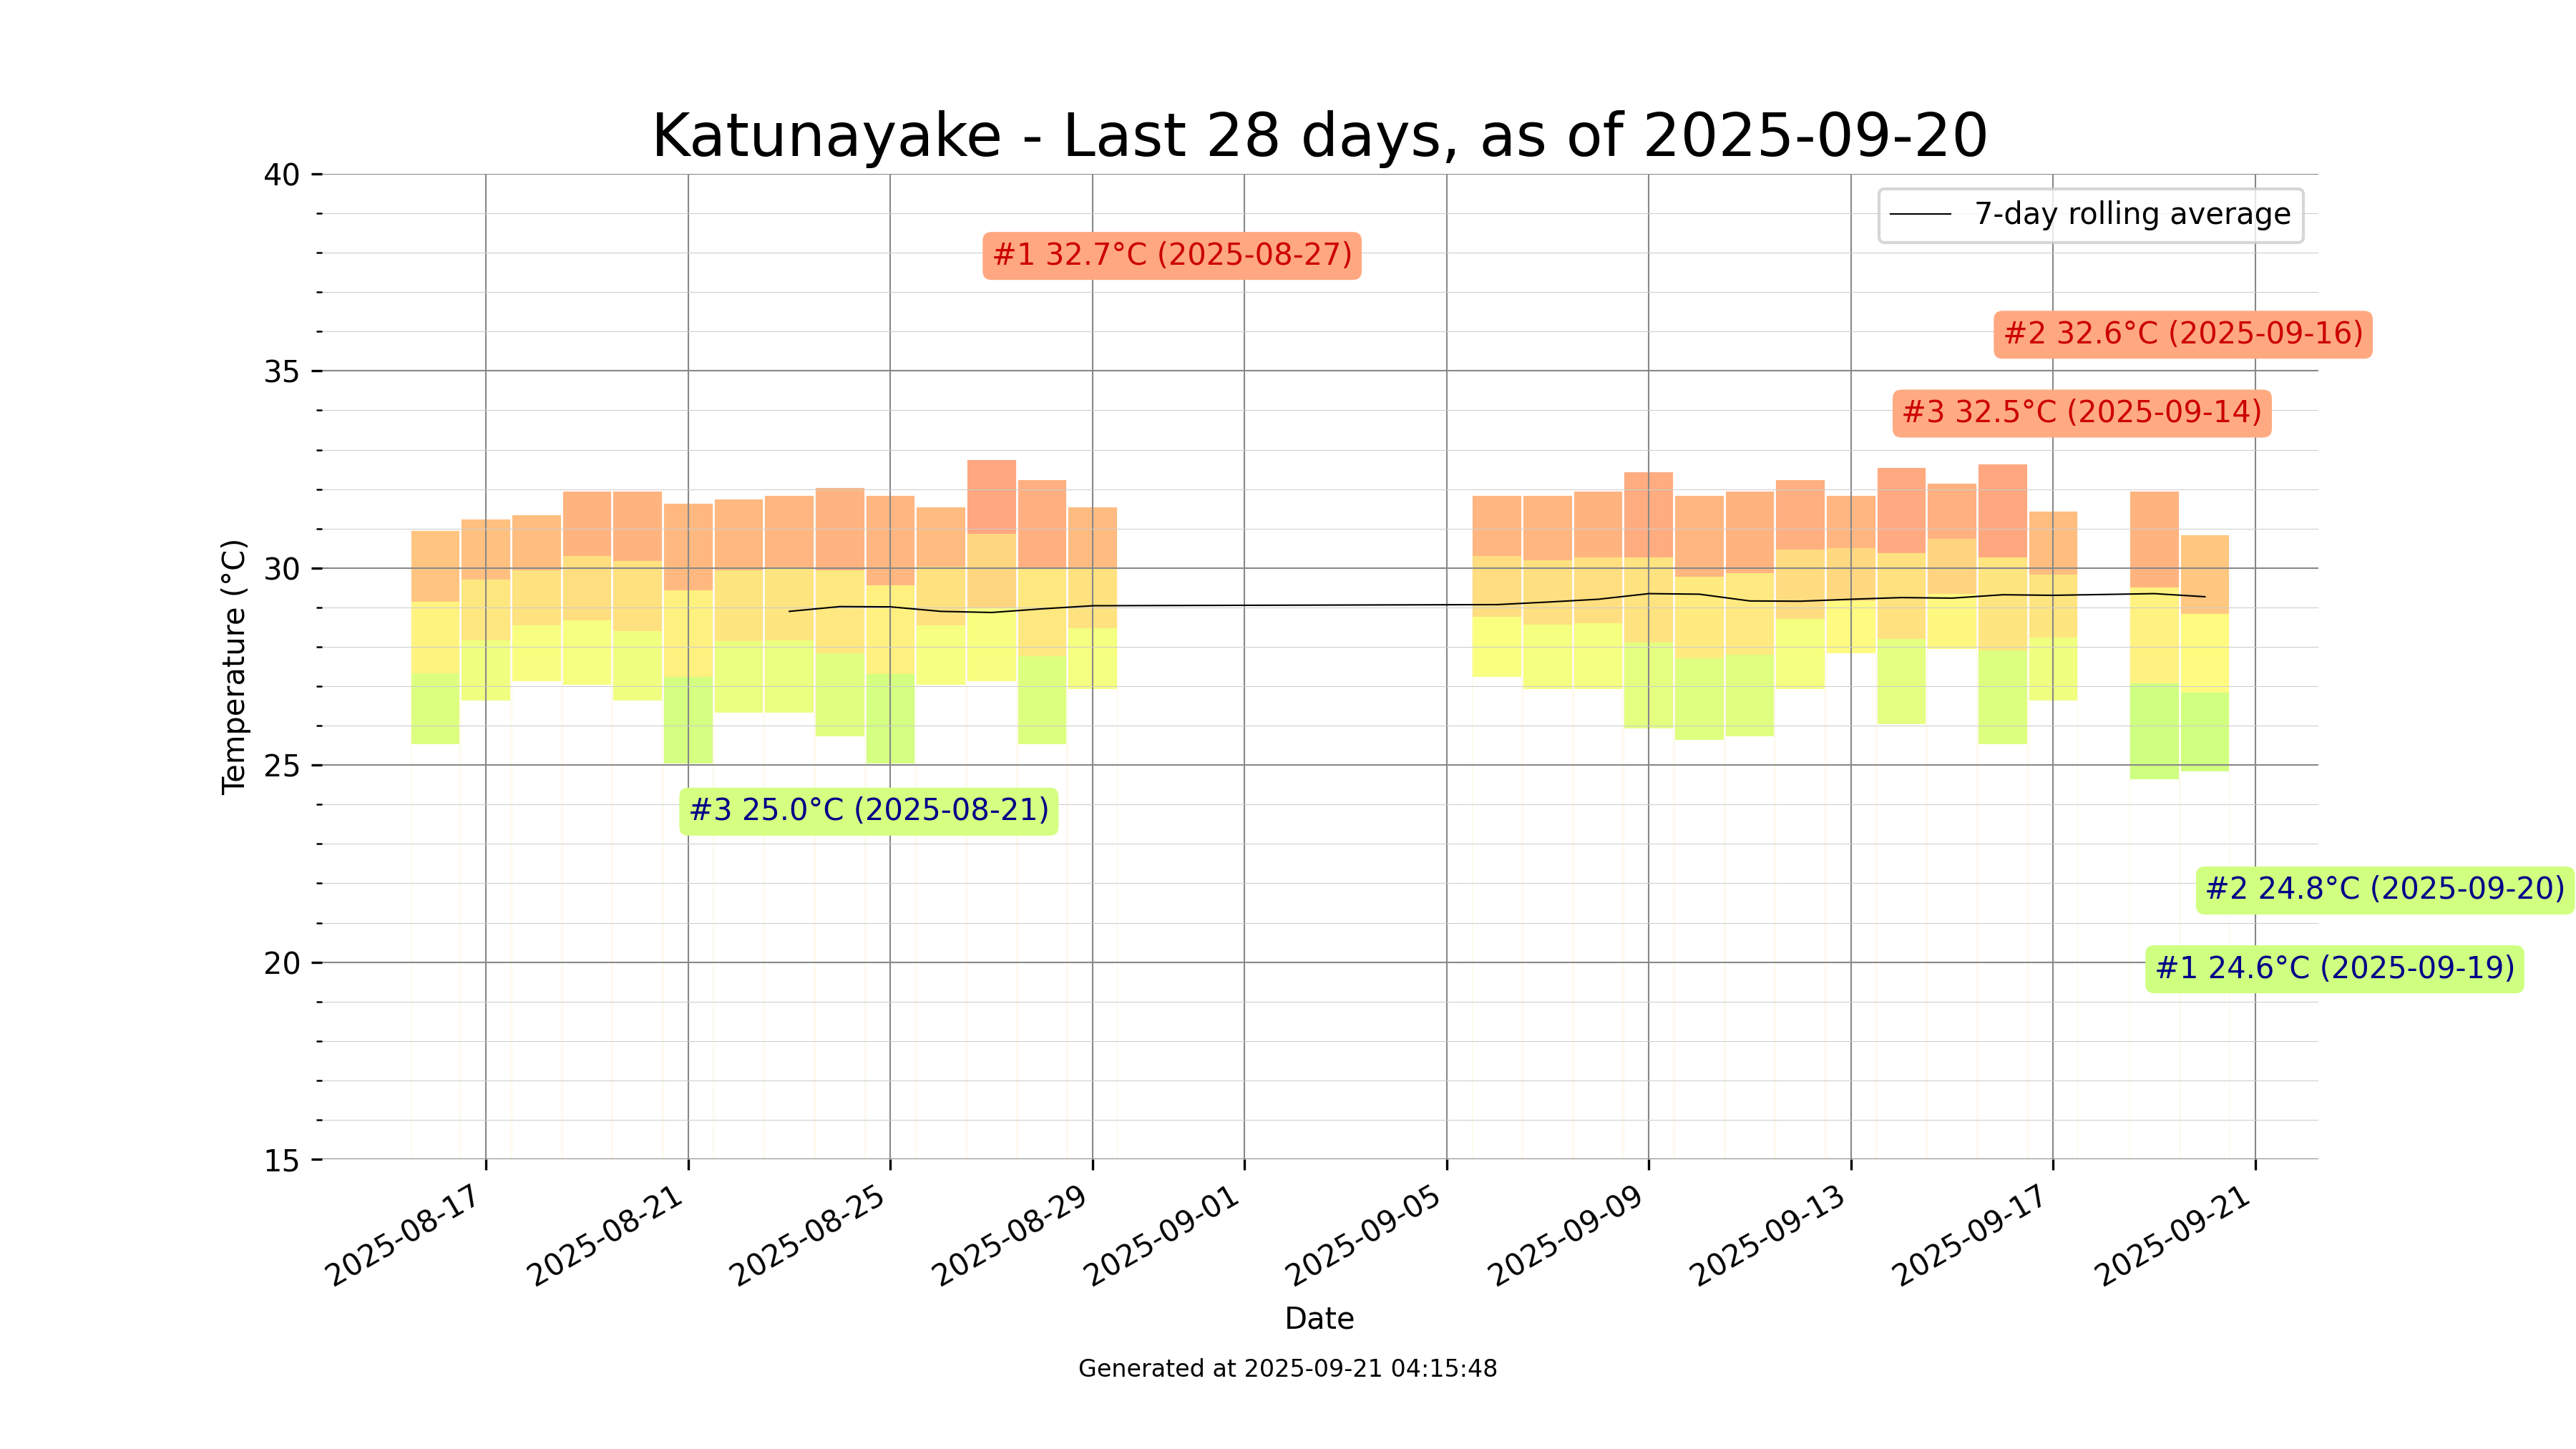 Katunayake - Last 28 days, as of 2025-09-20
40
7-day rolling average
#1 32.7°C (2025-08-27)
#2 32.6°C (2025-09-16)
35
#3 32.5°C (2025-09-14)
30
Temperature (°C)
25
#3 25.0°C (2025-08-21)
#2 24.8°C (2025-09-20)
20
#1 24.6°C (2025-09-19)
15
2025-08-17
2025-08-21
2025-08-25
2025-08-29
2025-09-01
2025-09-05
2025-09-09
2025-09-13
2025-09-17
2025-09-21
Date
Generated at 2025-09-21 04:15:48